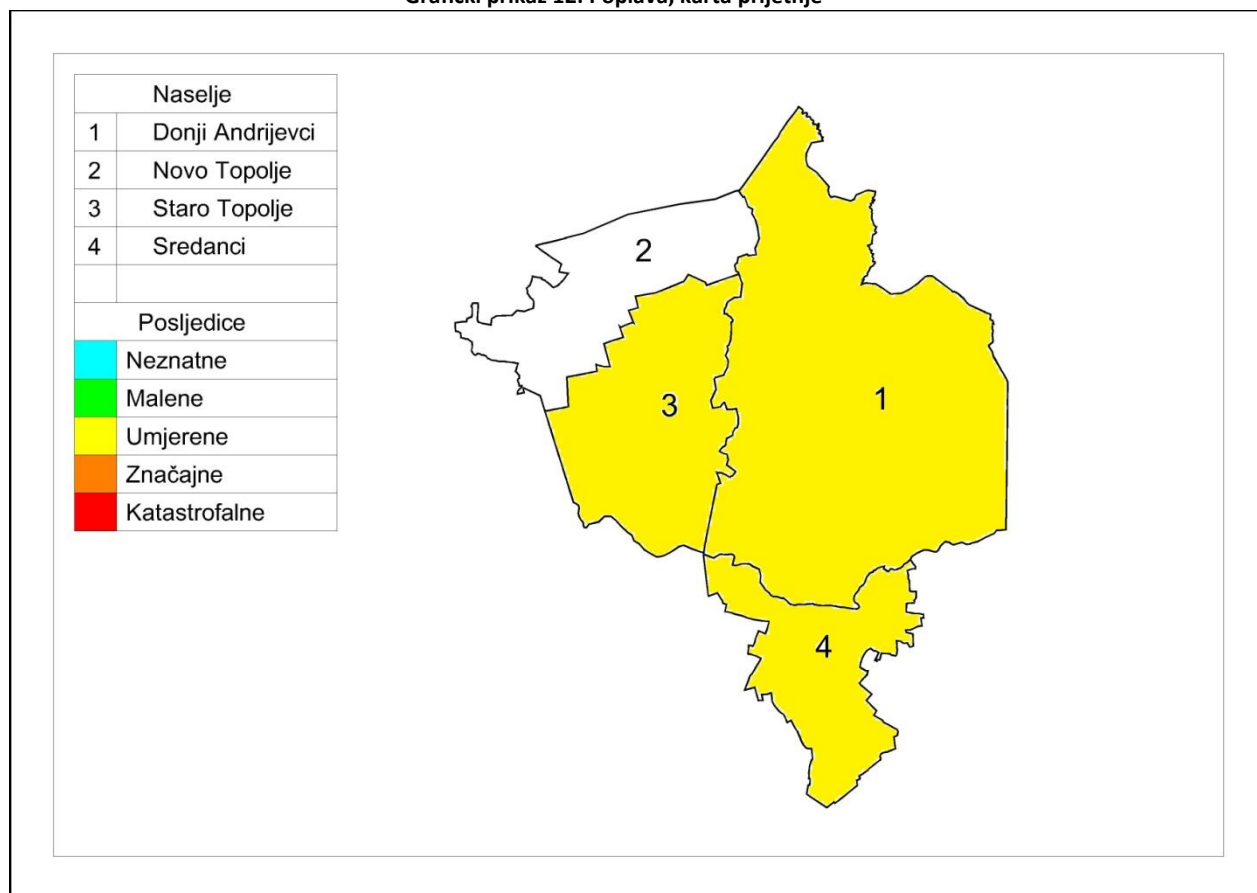 Grafički prikaz 12. Poplava, karta prijetnje
Naselje
1 Donji Andrijevci
2 Novo Topolje
3 Staro Topolje
4 Sredanci
Posljedice
Neznatne
Malene
Umjerene
Značajne
Katastrofalne
2
1
3
4